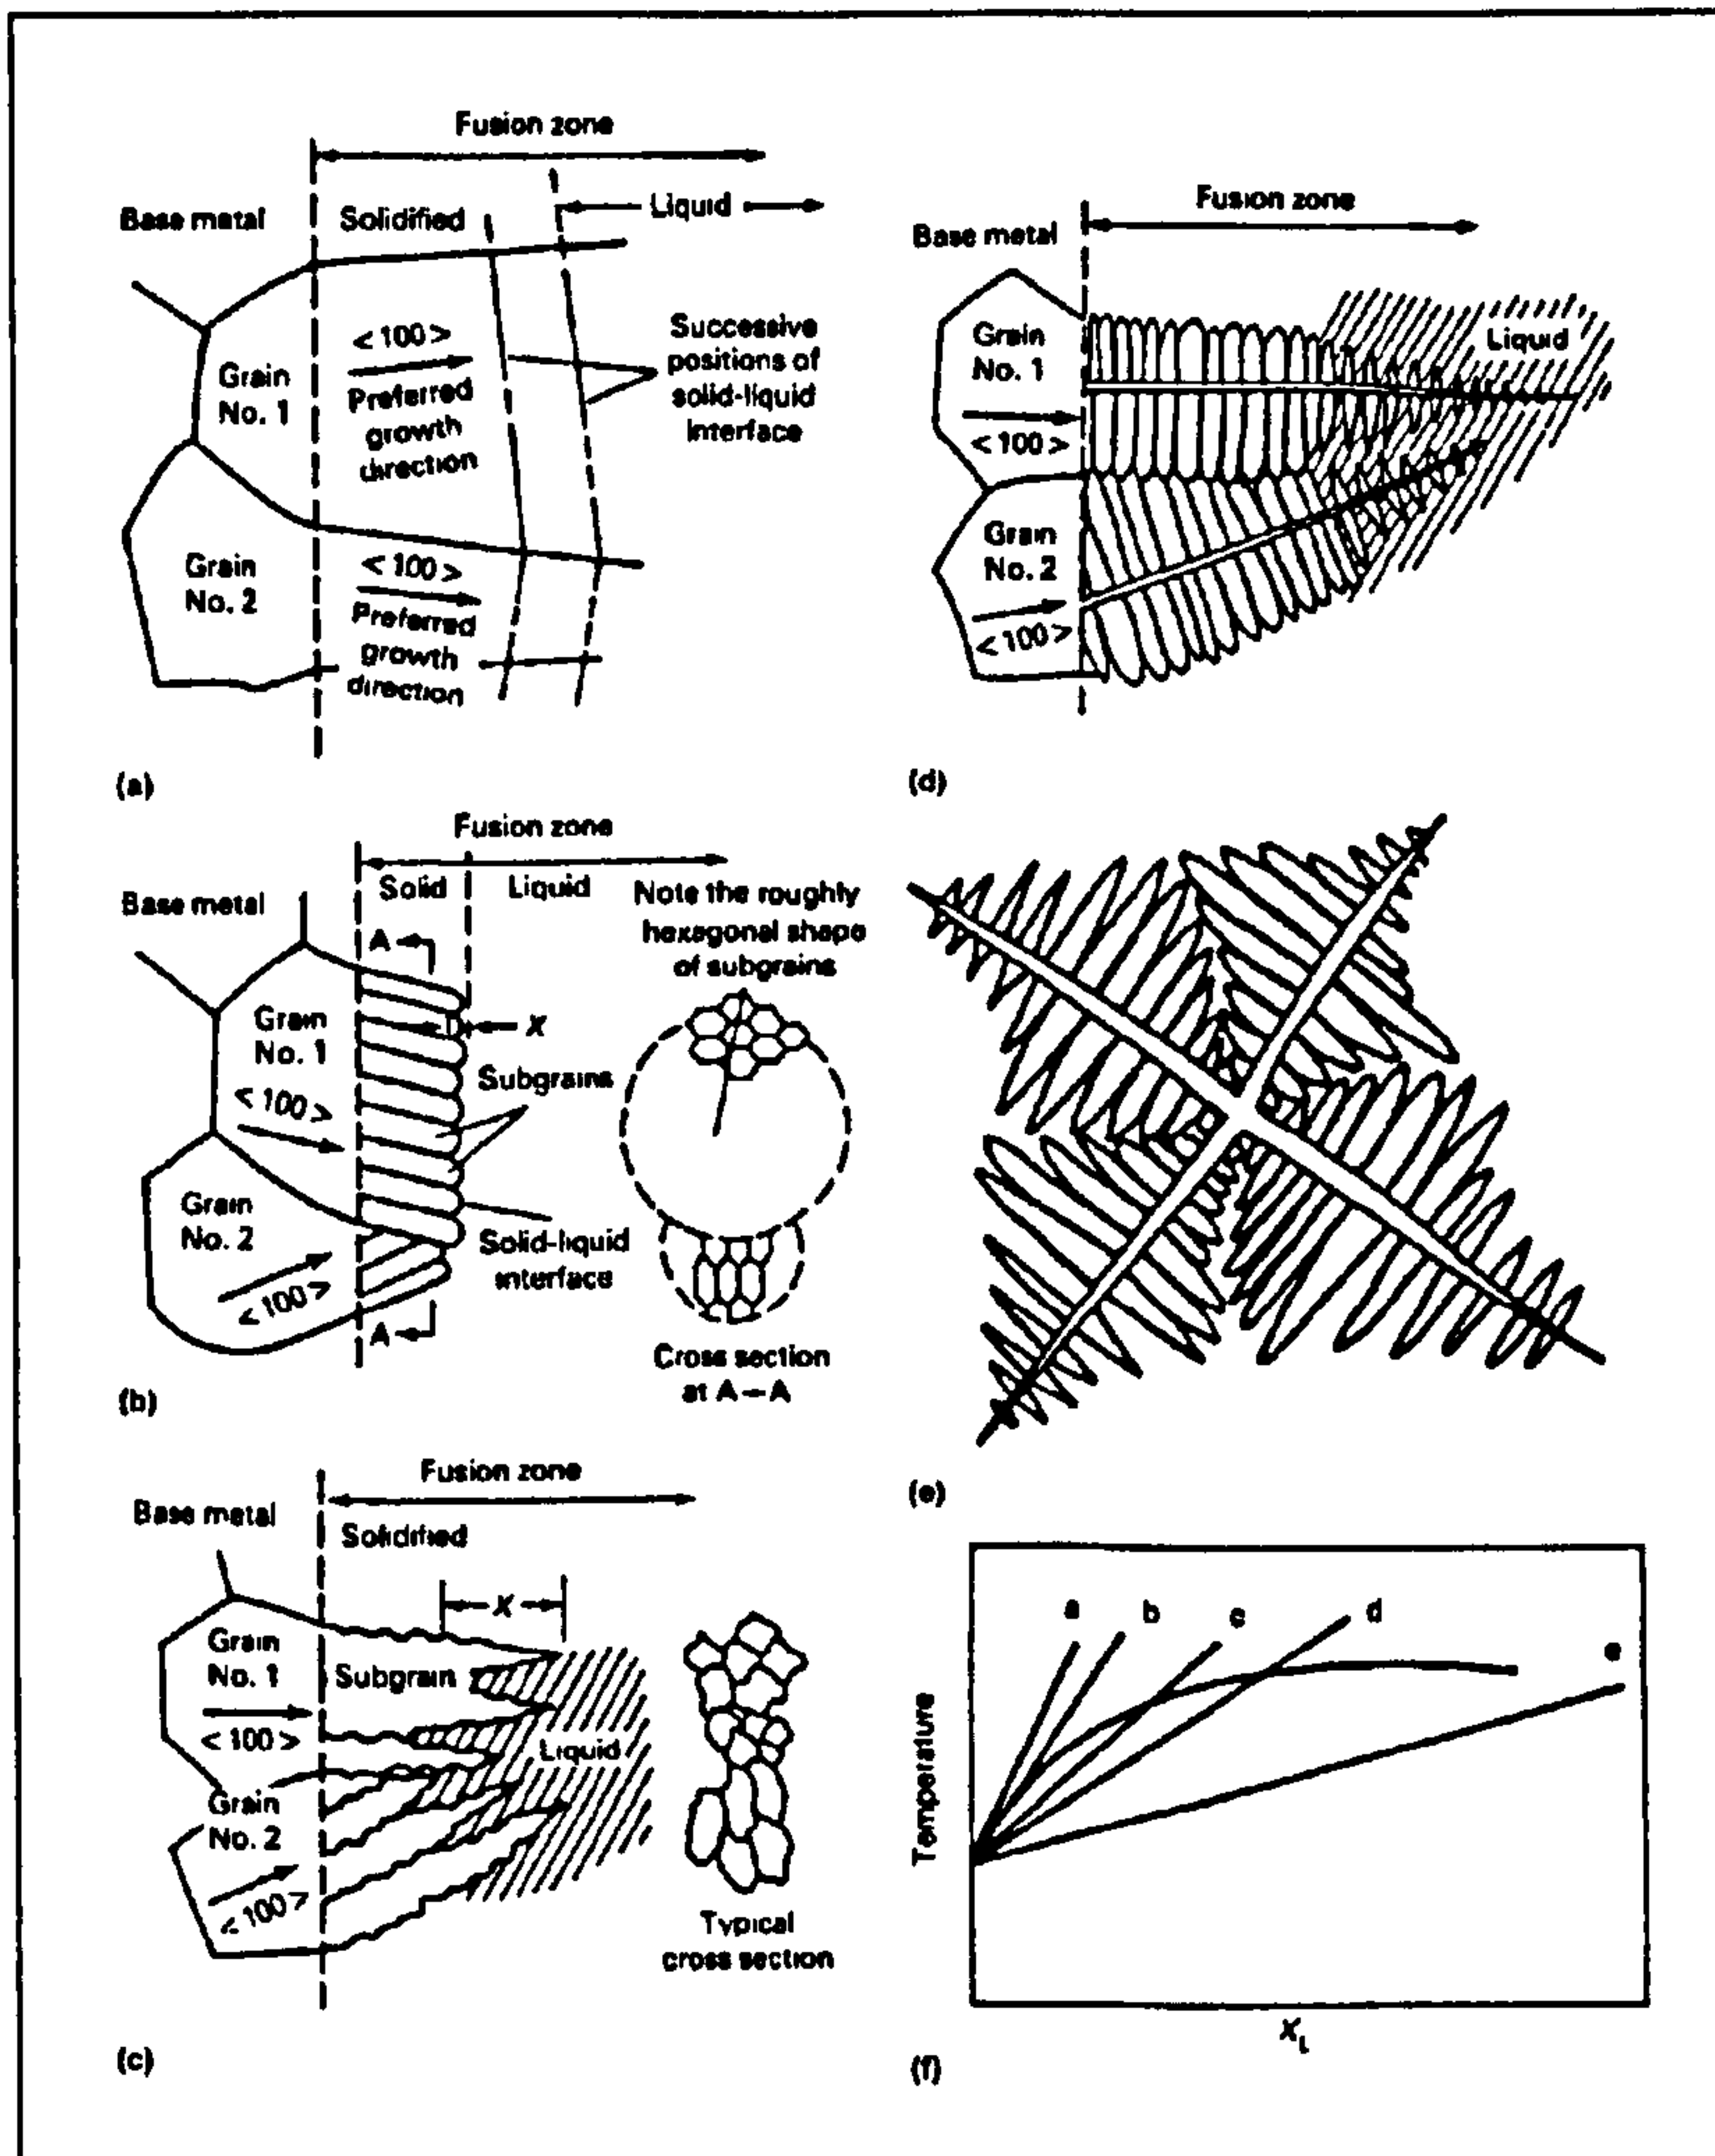 Fusion zone
Liquid
Base metal
Solidified
<100>
Preferred
growth
direction
Grain
No. 1
Successive
positions of
solid-liquid
interface
Grain
No. 2
<100>
Preferred
growth
direction
(a)
Fusion zone
Base metal
Grain
No. 1
<100>
Liquid
Grain
No. 2
<100>
(d)
Fusion zone
Solid
Liquid
Base metal
Note the roughly
hexagonal shape
of subgrains
A
X
Grain
No. 1
<100>
Subgrains
Grain
No. 2
<100>
Solid-liquid
interface
A
Cross section
at A-A
(b)
(e)
Fusion zone
Base metal
Solidified
X
Grain
No. 1
<100>
Subgrain
Liquid
Grain
No. 2
<100>
Typical
cross section
(c)
a
b
c
d
e
Temperature
X_L
(f)